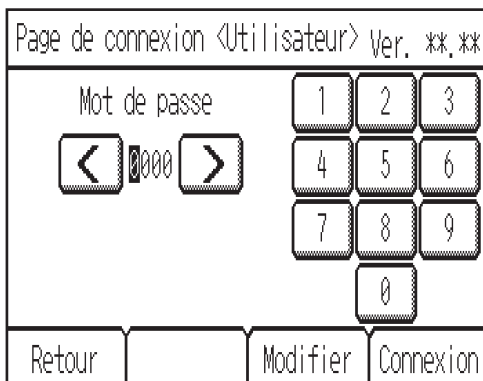 Page de connexion <Utilisateur> Ver. **.**
Mot de passe
< 0000 >
1 2 3
4 5 6
7 8 9
0
Retour Modifier Connexion